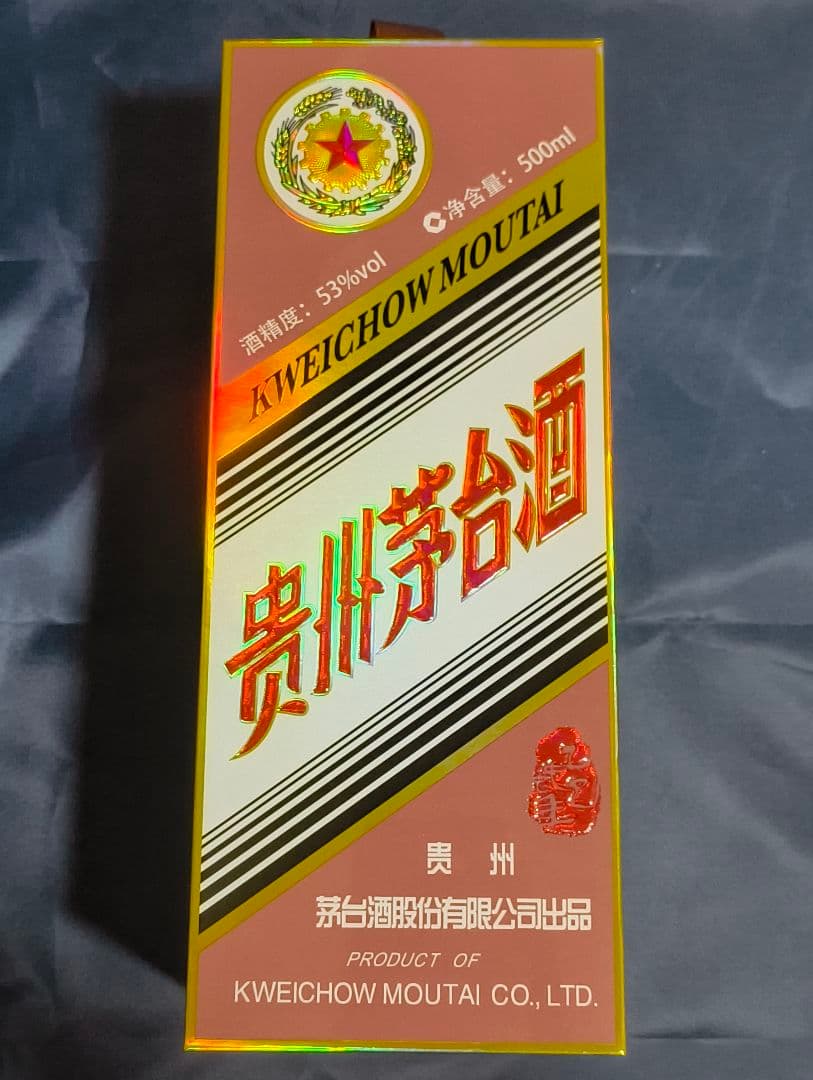 净含量：500ml
酒精度：53%vol
KWEICHOW MOUTAI
贵州茅台酒
贵 州
茅台酒股份有限公司出品
PRODUCT OF
KWEICHOW MOUTAI CO., LTD.